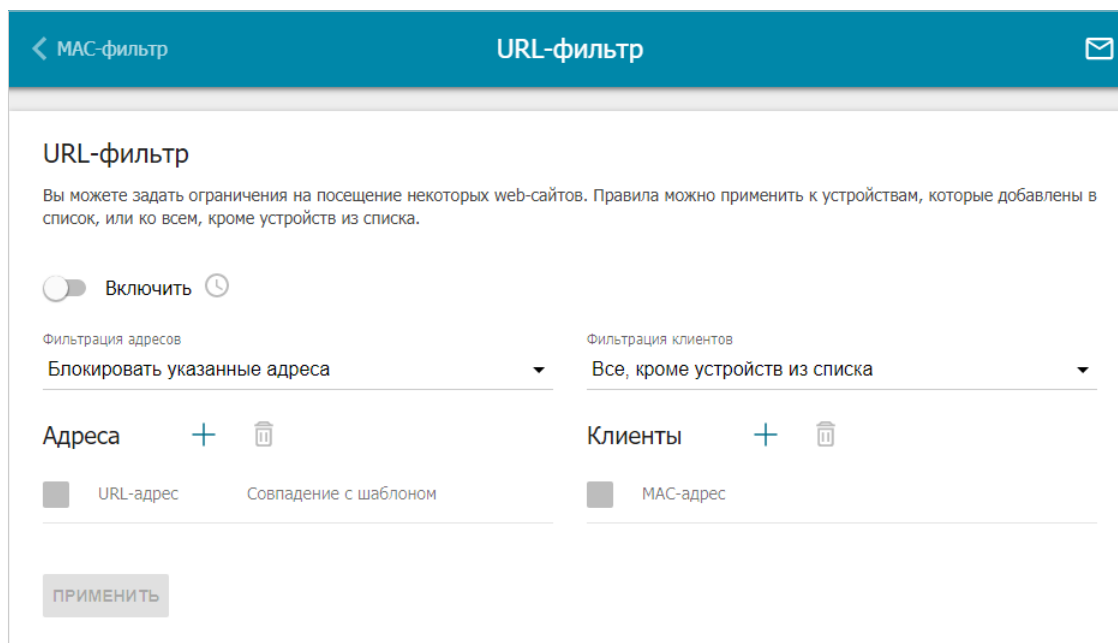 МАС-фильтр
URL-фильтр
URL-фильтр
Вы можете задать ограничения на посещение некоторых web-сайтов. Правила можно применить к устройствам, которые добавлены в
список, или ко всем, кроме устройств из списка.
Включить
Фильтрация адресов
Фильтрация клиентов
Блокировать указанные адреса
Все, кроме устройств из списка
Адреса
Клиенты
URL-адрес
Совпадение с шаблоном
МАС-адрес
ПРИМЕНИТЬ